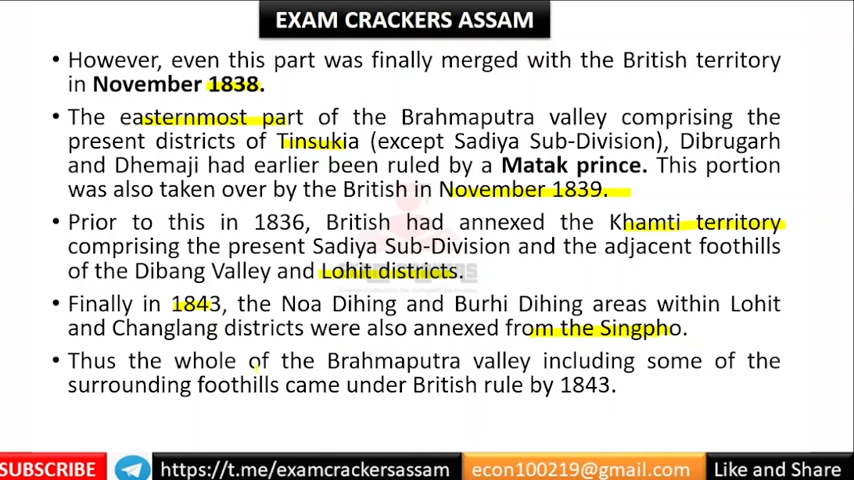 EXAM CRACKERS ASSAM
• However, even this part was finally merged with the British territory
in November 1838.
• The easternmost part of the Brahmaputra valley comprising the
present districts of Tinsukia (except Sadiya Sub-Division), Dibrugarh
and Dhemaji had earlier been ruled by a Matak prince. This portion
was also taken over by the British in November 1839.
• Prior to this in 1836, British had annexed the Khamti territory
comprising the present Sadiya Sub-Division and the adjacent foothills
of the Dibang Valley and Lohit districts.
• Finally in 1843, the Noa Dihing and Burhi Dihing areas within Lohit
and Changlang districts were also annexed from the Singpho.
• Thus the whole of the Brahmaputra valley including some of the
surrounding foothills came under British rule by 1843.
SUBSCRIBE https://t.me/examcrackersassam econ100219@gmail.com Like and Share